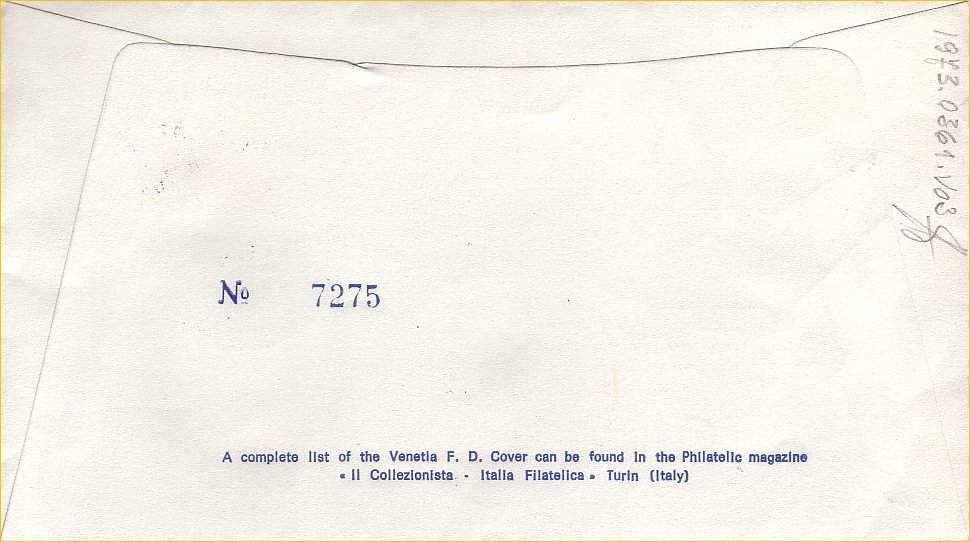 1973.0361.V03
Nº 7275
A complete list of the Venetia F. D. Cover can be found in the Philatelic magazine
« Il Collezionista - Italia Filatelica » Turin (Italy)